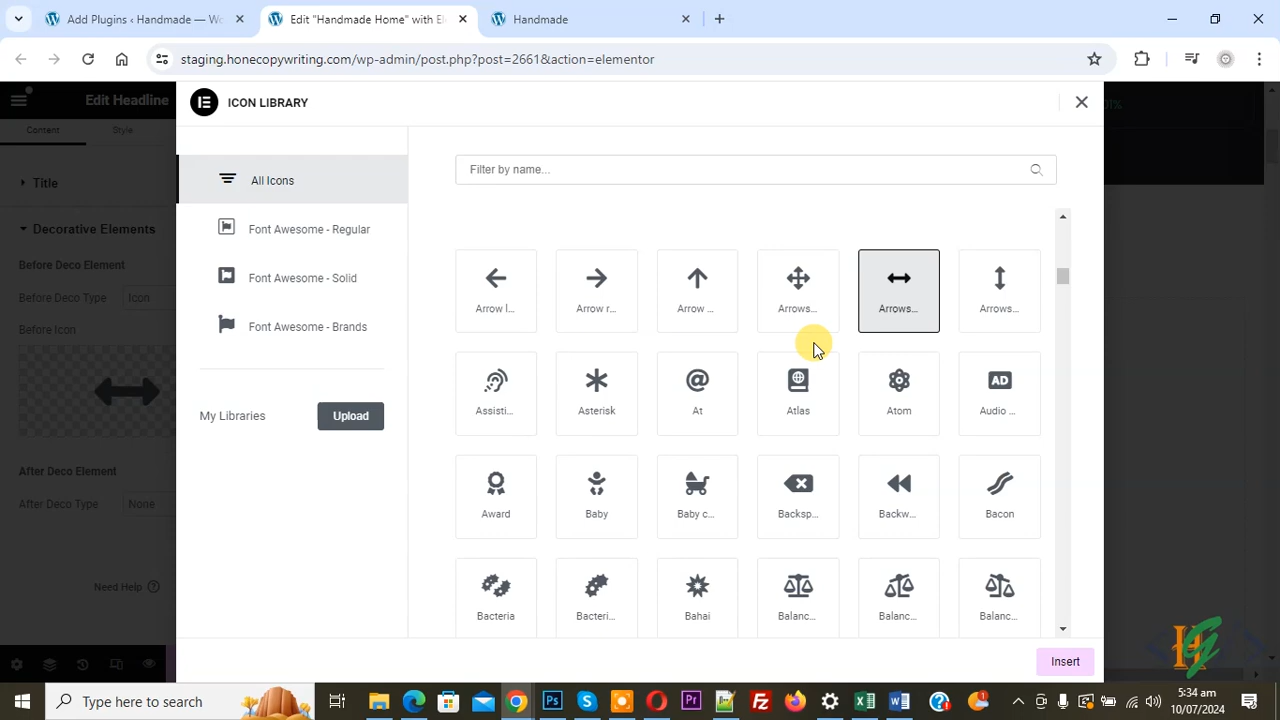 Add Plugins ‹ Handmade — Wo
Edit "Handmade Home" with El
Handmade
staging.honecopywriting.com/wp-admin/post.php?post=2661&action=elementor
Edit Headline
ICON LIBRARY
01%
Content
Style
Filter by name...
All Icons
Title
Font Awesome - Regular
Decorative Elements
Before Deco Element
Font Awesome - Solid
Before Deco Type
Icon
Before Icon
Font Awesome - Brands
My Libraries
Upload
After Deco Element
After Deco Type
None
Need Help
Arrow l...
Arrow r...
Arrow ...
Arrows...
Arrows...
Arrows...
Assisti...
Asterisk
At
Atlas
Atom
AD
Audio ...
Award
Baby
Baby c...
Backsp...
Backw...
Bacon
Bacteria
Bacteri...
Bahai
Balanc...
Balanc...
Balanc...
Insert
Type here to search
5:34 am
10/07/2024